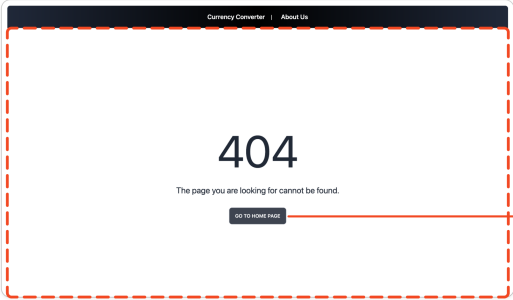 Currency Converter | About Us
404
The page you are looking for cannot be found.
GO TO HOME PAGE